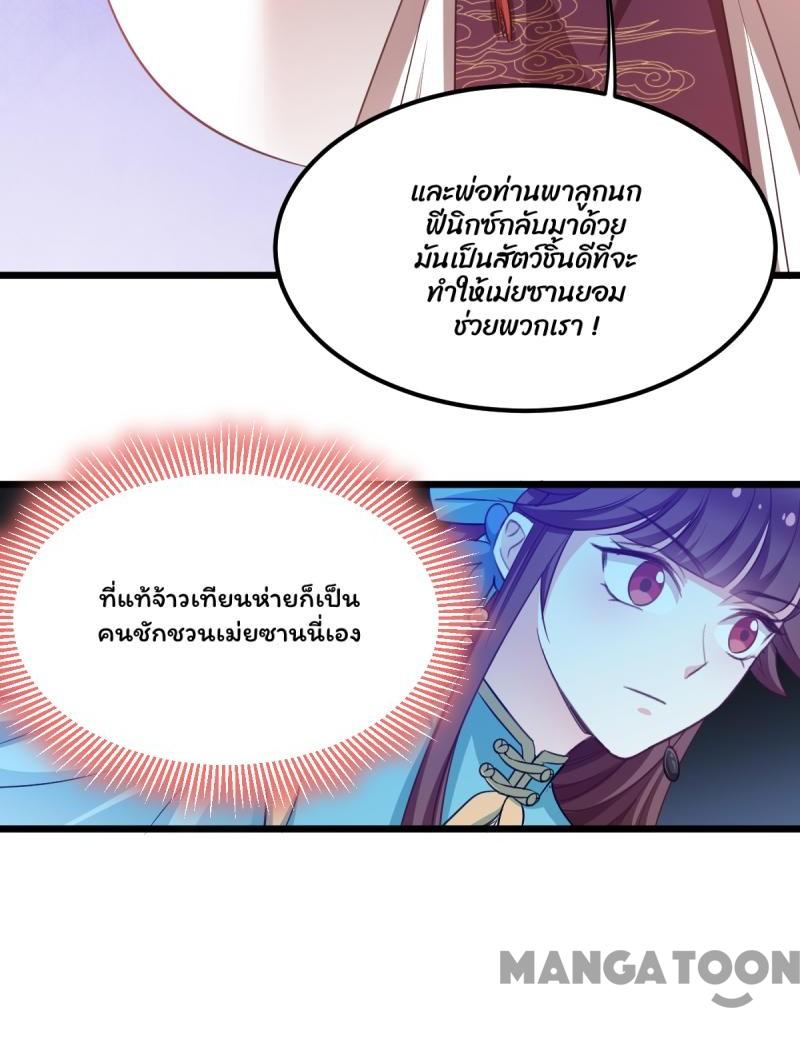 และพ่อท่านพาลูกนก
ฟีนิกซ์กลับมาด้วย
มันเป็นสัตว์ชิ้นดีที่จะ
ทำให้เม่ยซานยอม
ช่วยพวกเรา !
ที่แท้จ้าวเทียนห่ายก็เป็น
คนชักชวนเม่ยซานนี่เอง
MANGATOON